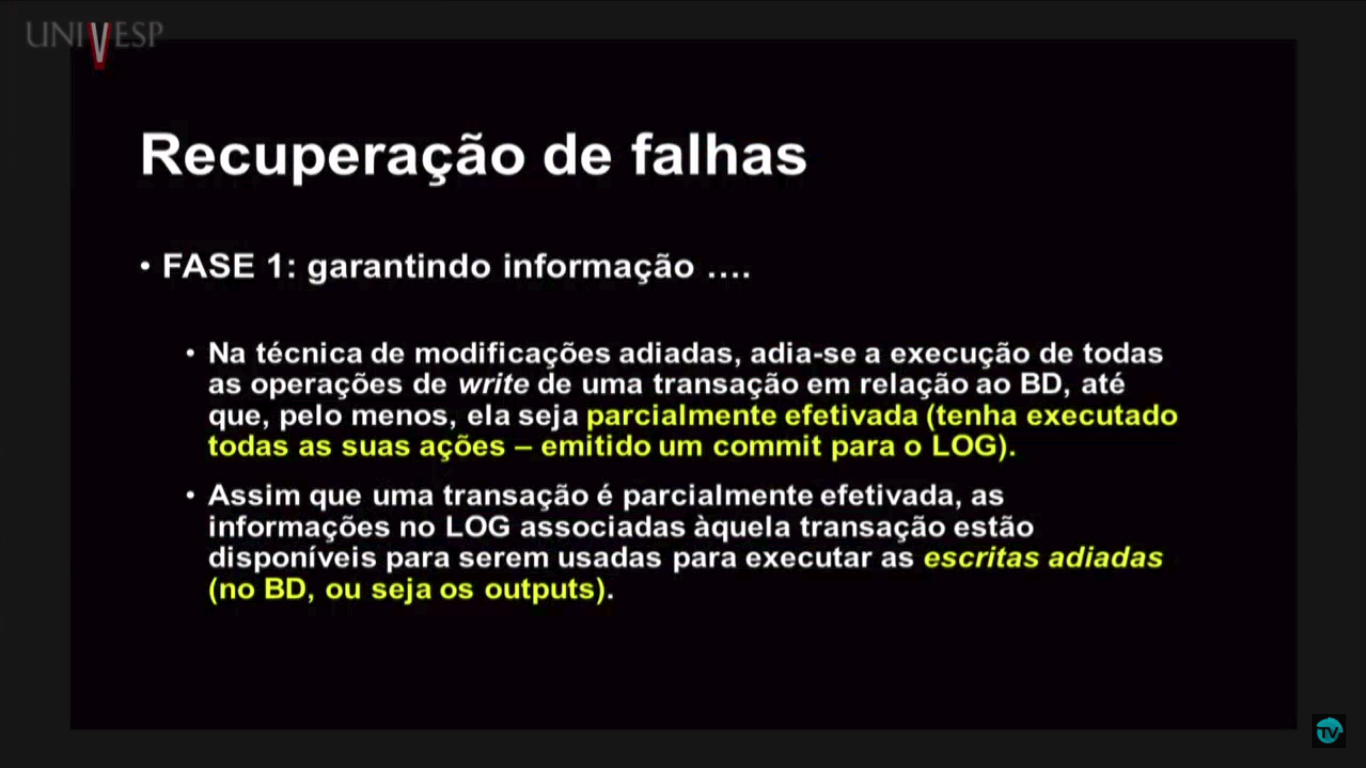 UNIVESP
Recuperação de falhas
• FASE 1: garantindo informação ....
• Na técnica de modificações adiadas, adia-se a execução de todas
as operações de write de uma transação em relação ao BD, até
que, pelo menos, ela seja parcialmente efetivada (tenha executado
todas as suas ações – emitido um commit para o LOG).
• Assim que uma transação é parcialmente efetivada, as
informações no LOG associadas àquela transação estão
disponíveis para serem usadas para executar as escritas adiadas
(no BD, ou seja os outputs).
TV